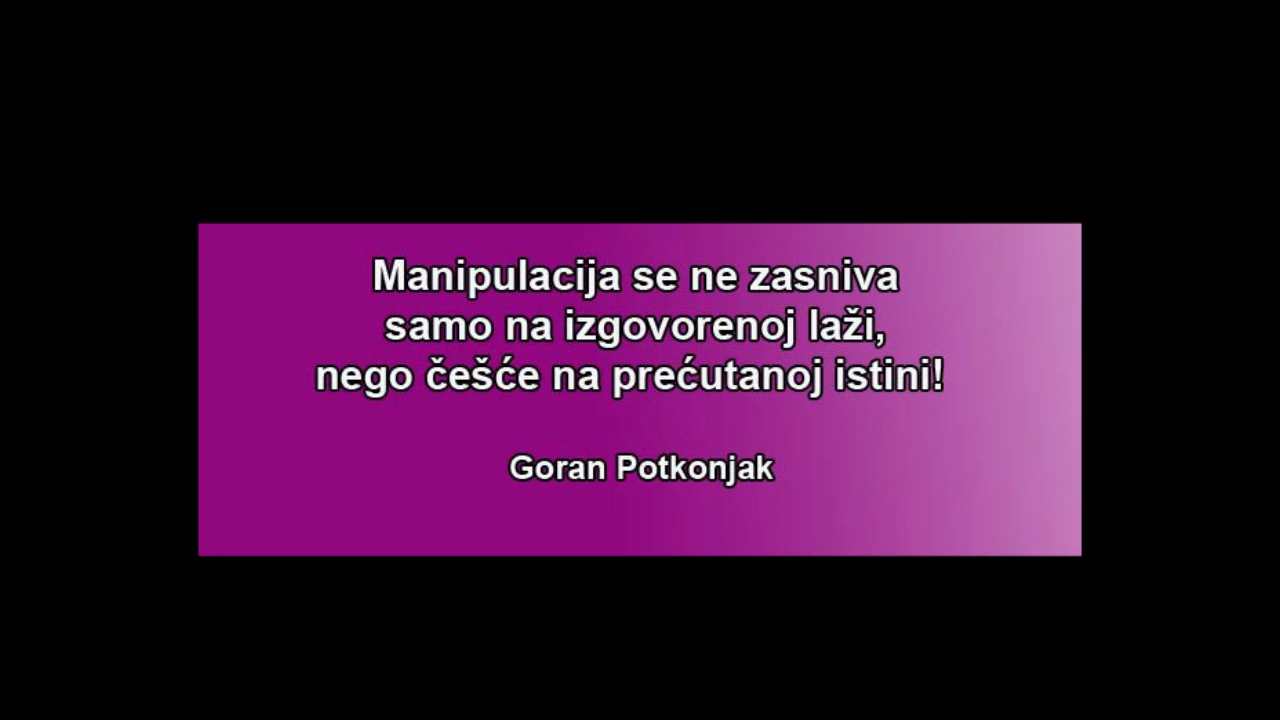 Manipulacija se ne zasniva
samo na izgovorenoj laži,
nego češće na prećutanoj istini!
Goran Potkonjak